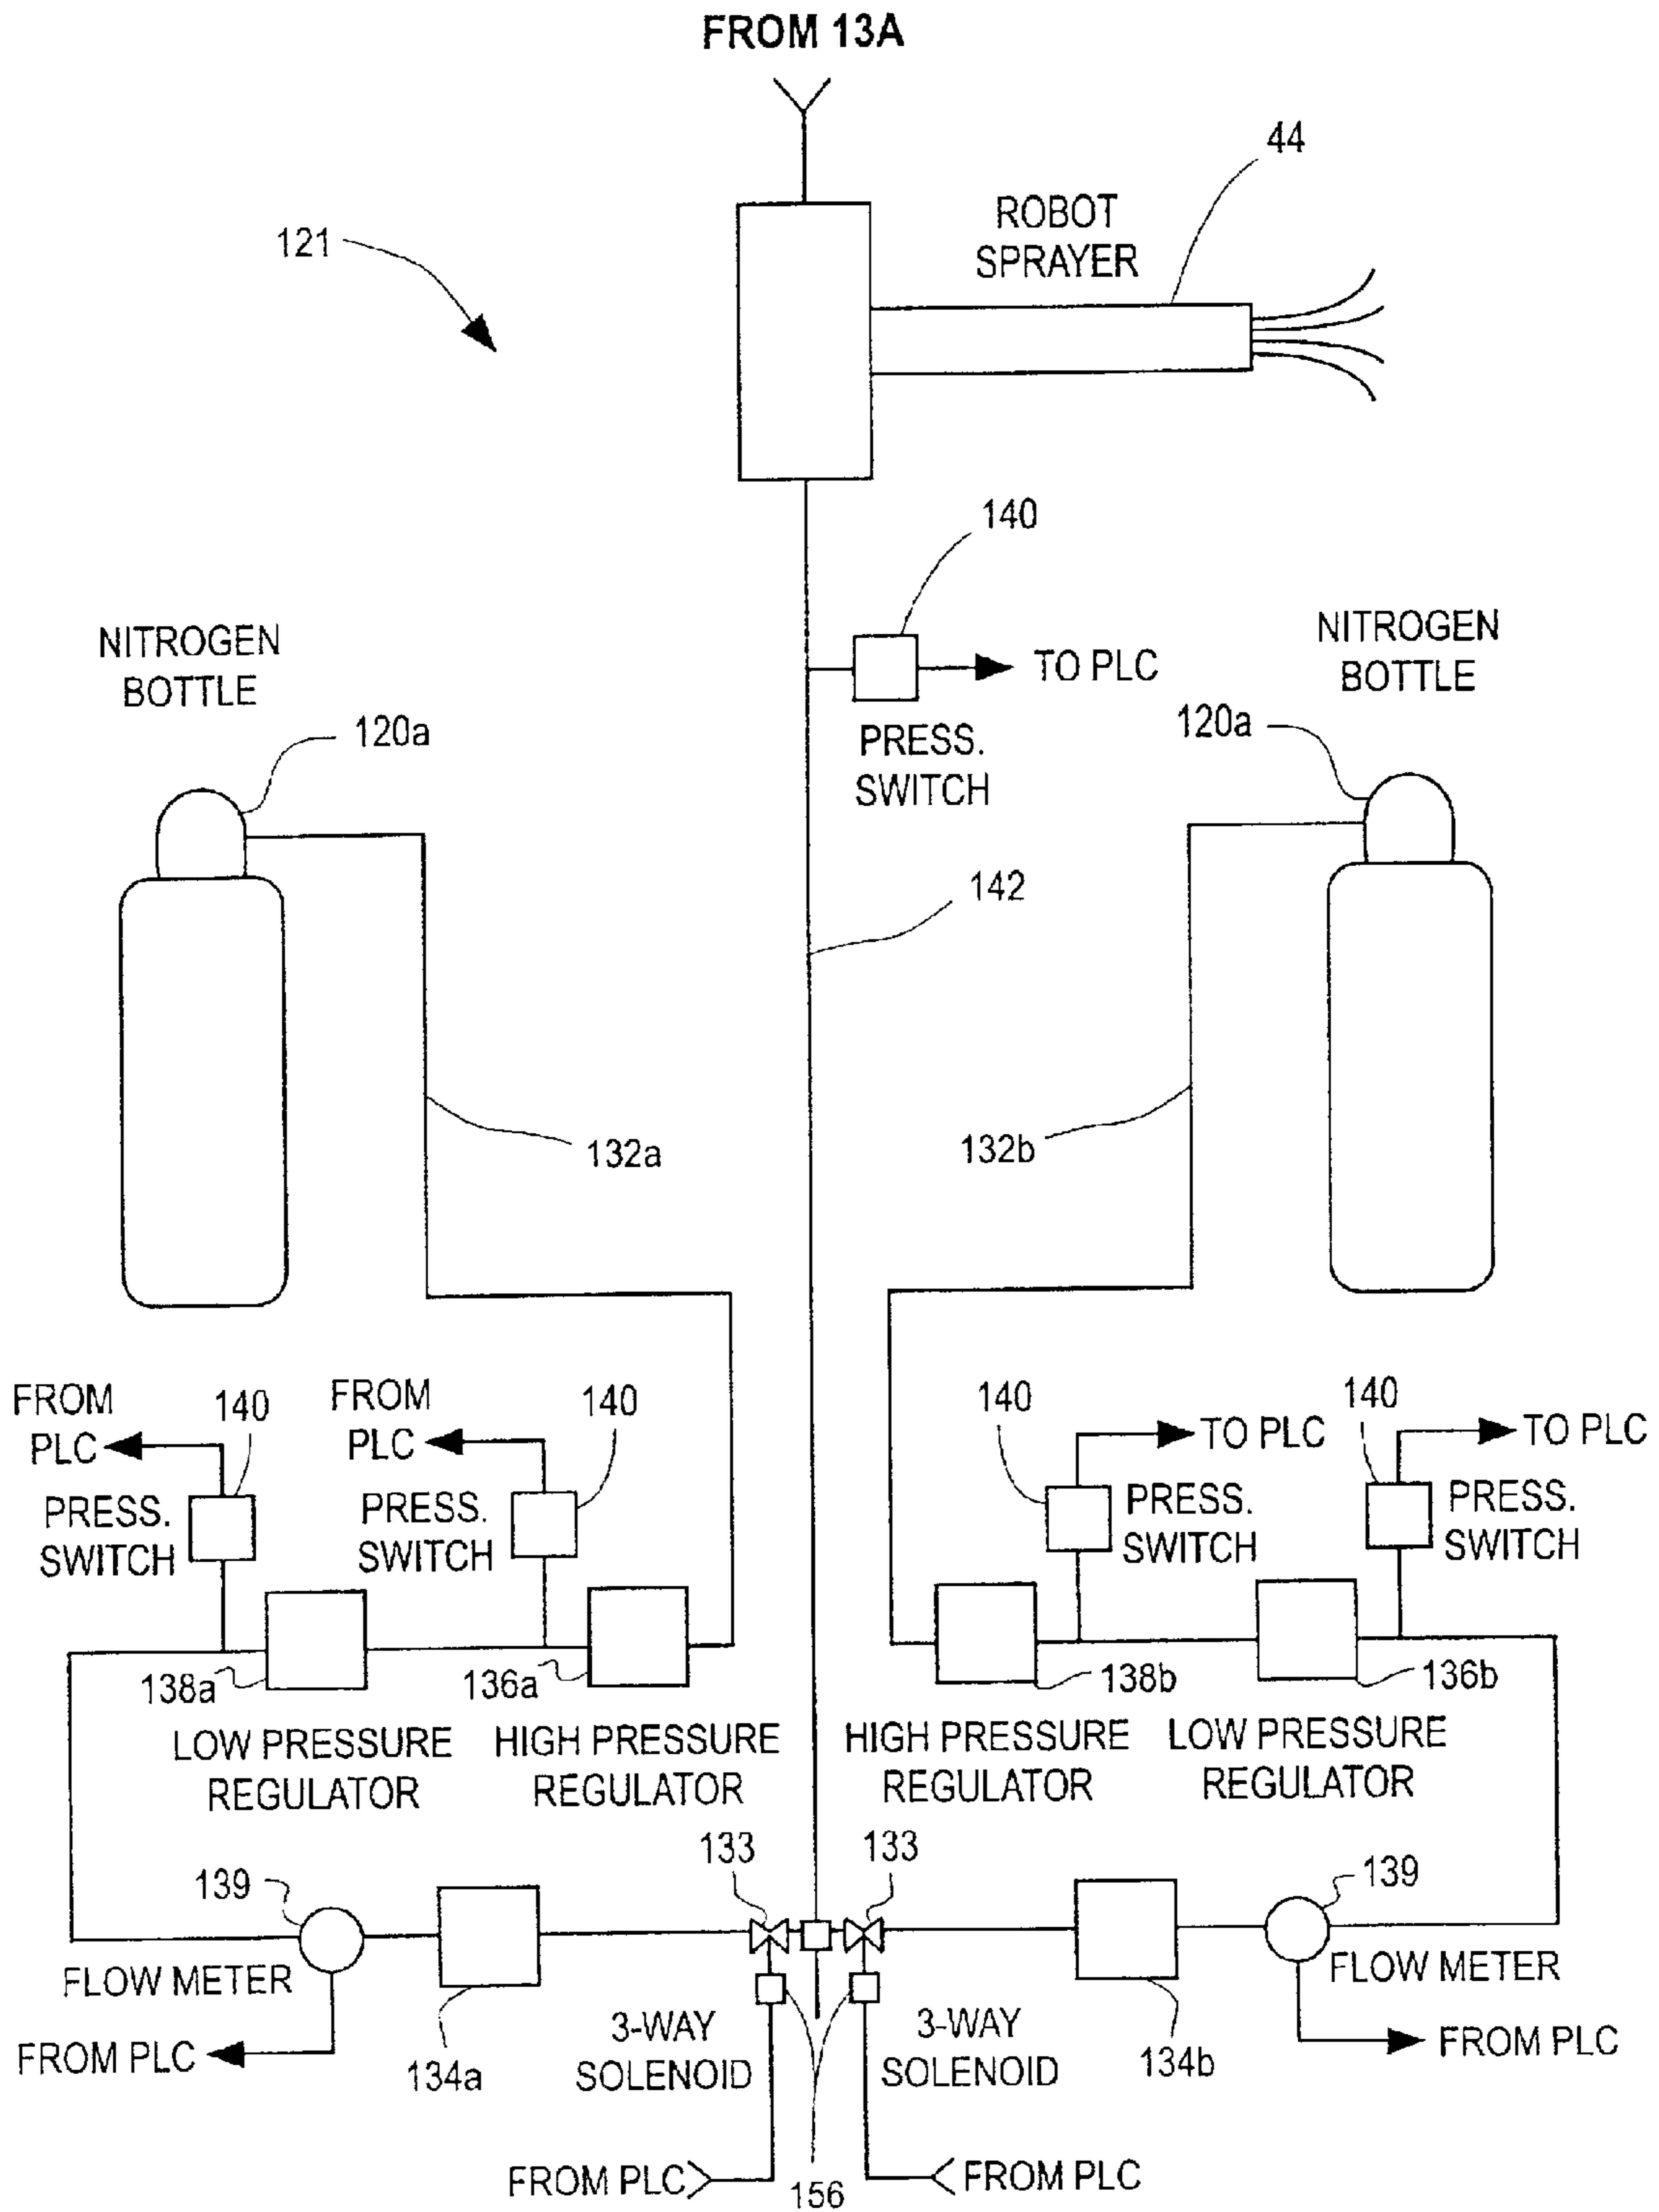 FROM 13A
44
ROBOT
SPRAYER
121
140
TO PLC
PRESS.
SWITCH
NITROGEN
BOTTLE
120a
NITROGEN
BOTTLE
120a
142
132a
132b
FROM
PLC
140
PRESS.
SWITCH
FROM
PLC
140
PRESS.
SWITCH
140
TO PLC
PRESS.
SWITCH
140
TO PLC
PRESS.
SWITCH
138a
136a
138b
136b
LOW PRESSURE
REGULATOR
HIGH PRESSURE
REGULATOR
HIGH PRESSURE
REGULATOR
LOW PRESSURE
REGULATOR
133
133
139
139
FLOW METER
FLOW METER
FROM PLC
134a
3-WAY
SOLENOID
3-WAY
SOLENOID
134b
FROM PLC
FROM PLC
156
FROM PLC